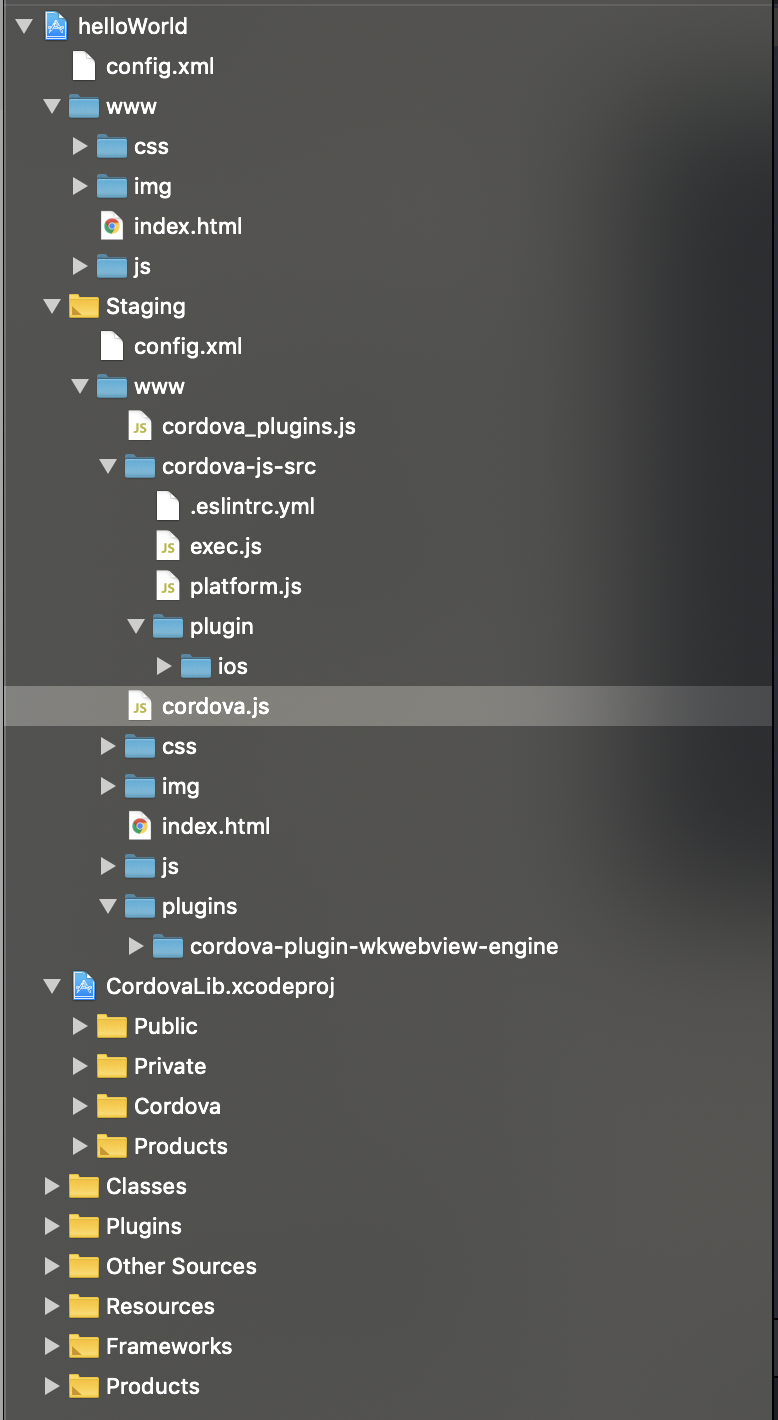 helloWorld
config.xml
www
css
img
index.html
js
Staging
config.xml
www
JS cordova_plugins.js
cordova-js-src
.eslintrc.yml
JS exec.js
JS platform.js
plugin
ios
JS cordova.js
css
img
index.html
js
plugins
cordova-plugin-wkwebview-engine
CordovaLib.xcodeproj
Public
Private
Cordova
Products
Classes
Plugins
Other Sources
Resources
Frameworks
Products